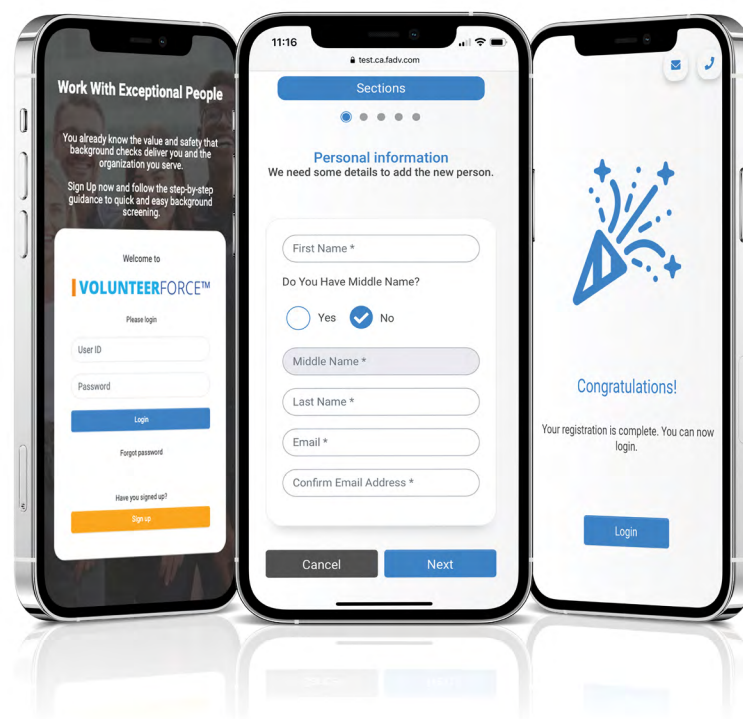 Work With Exceptional People
You already know the value and safety that
background checks deliver you and the
organization you serve.
Sign Up now and follow the step-by-step
guidance to quick and easy background
screening.
Welcome to
VOLUNTEERFORCE™
Please login
User ID
Password
Login
Forgot password
Have you signed up?
Sign up
11:16
test.ca.fadv.com
Sections
Personal information
We need some details to add the new person.
First Name *
Do You Have Middle Name?
Yes
No
Middle Name *
Last Name *
Email *
Confirm Email Address *
Cancel
Next
Congratulations!
Your registration is complete. You can now
login.
Login